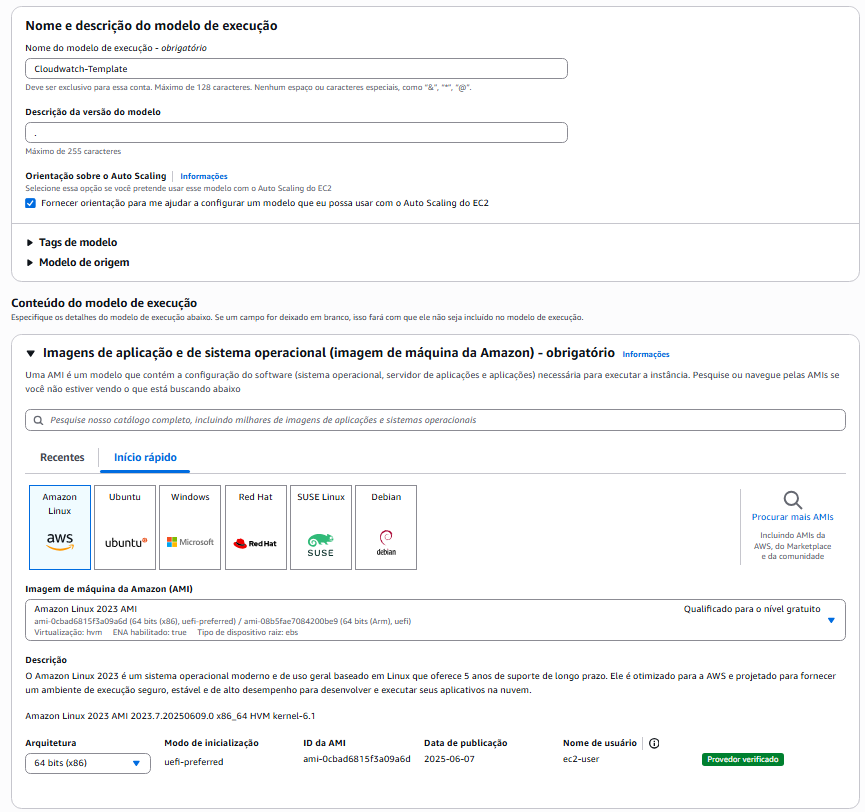 Nome e descrição do modelo de execução
Nome do modelo de execução - obrigatório
Cloudwatch-Template
Deve ser exclusivo para essa conta. Máximo de 128 caracteres. Nenhum espaço ou caracteres especiais, como "&", "*", "@".
Descrição da versão do modelo
.
Máximo de 255 caracteres
Orientação sobre o Auto Scaling Informações
Selecione essa opção se você pretende usar esse modelo com o Auto Scaling do EC2
Fornecer orientação para me ajudar a configurar um modelo que eu possa usar com o Auto Scaling do EC2
Tags de modelo
Modelo de origem
Conteúdo do modelo de execução
Especifique os detalhes do modelo de execução abaixo. Se um campo for deixado em branco, isso fará com que ele não seja incluído no modelo de execução.
Imagens de aplicação e de sistema operacional (imagem de máquina da Amazon) - obrigatório Informações
Uma AMI é um modelo que contém a configuração do software (sistema operacional, servidor de aplicações e aplicações) necessária para executar a instância. Pesquise ou navegue pelas AMIs se
você não estiver vendo o que está buscando abaixo
Pesquise nosso catálogo completo, incluindo milhares de imagens de aplicações e sistemas operacionais
Recentes Início rápido
Amazon Linux
aws
Ubuntu
ubuntu
Windows
Microsoft
Red Hat
Red Hat
SUSE Linux
SUSE
Debian
debian
Procurar mais AMIs
Incluindo AMIs da
AWS, do Marketplace
e da comunidade
Imagem de máquina da Amazon (AMI)
Amazon Linux 2023 AMI Qualificado para o nível gratuito
ami-0cbad6815f3a09a6d (64 bits (x86), uefi-preferred) / ami-08b5fae7084200be9 (64 bits (Arm), uefi)
Virtualização: hvm ENA habilitado: true Tipo de dispositivo raiz: ebs
Descrição
O Amazon Linux 2023 é um sistema operacional moderno e de uso geral baseado em Linux que oferece 5 anos de suporte de longo prazo. Ele é otimizado para a AWS e projetado para fornecer
um ambiente de execução seguro, estável e de alto desempenho para desenvolver e executar seus aplicativos na nuvem.
Amazon Linux 2023 AMI 2023.7.20250609.0 x86_64 HVM kernel-6.1
Arquitetura Modo de inicialização ID da AMI Data de publicação Nome de usuário
64 bits (x86) uefi-preferred ami-0cbad6815f3a09a6d 2025-06-07 ec2-user Provedor verificado